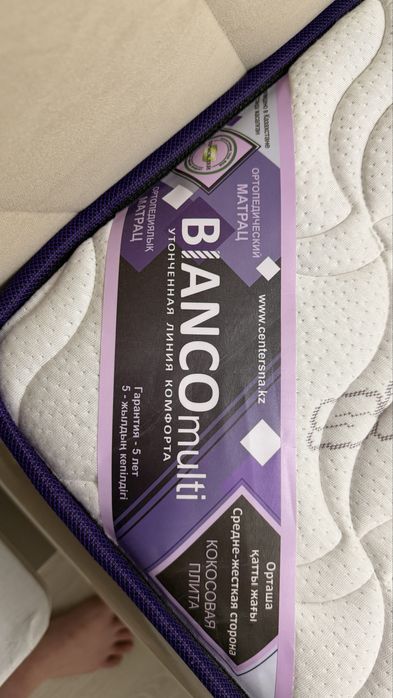 ОРТОПЕДИЧЕСКИЙ
МАТРАЦ
ОРТОПЕДИЯЛЫҚ
МАТРАЦ
www.centersna.kz
BIANCOmulti
УТОНЧЕННАЯ ЛИНИЯ КОМФОРТА
Гарантия - 5 лет
5 - жылдың кепілдігі
Орташа
қатты жағы
Средне-жесткая сторона
КОКОСОВАЯ
ПЛИТА